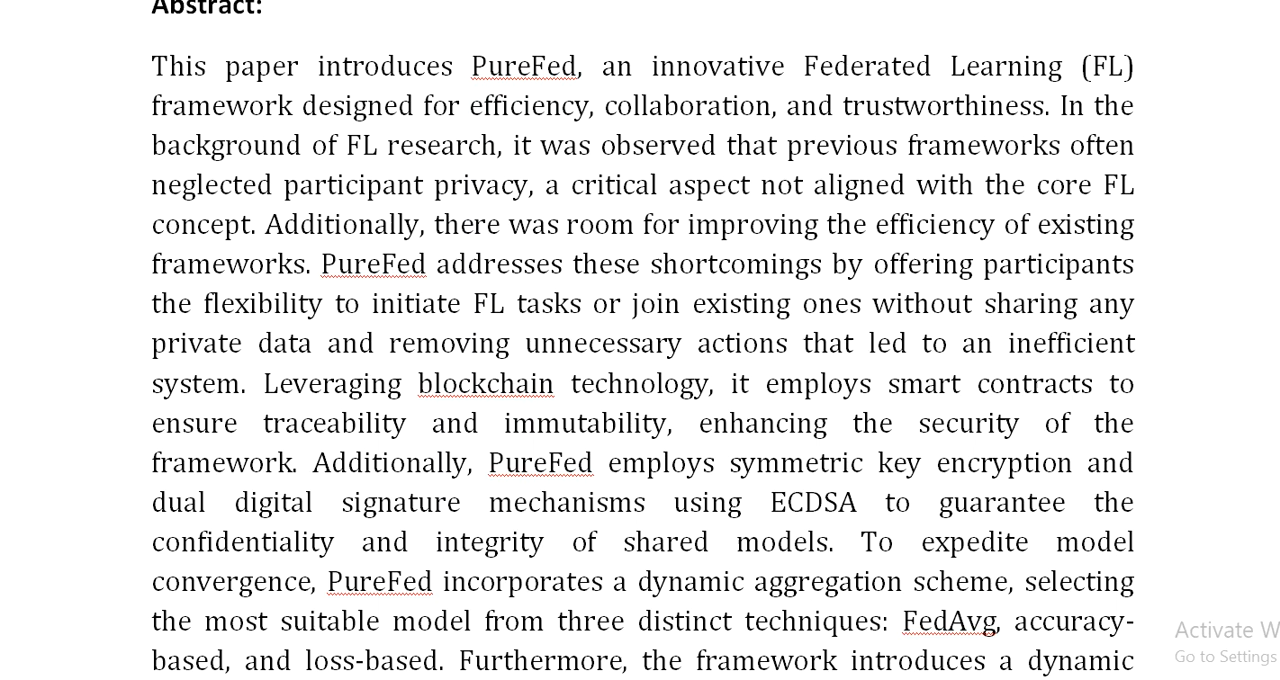 Abstract:
This paper introduces PureFed, an innovative Federated Learning (FL)
framework designed for efficiency, collaboration, and trustworthiness. In the
background of FL research, it was observed that previous frameworks often
neglected participant privacy, a critical aspect not aligned with the core FL
concept. Additionally, there was room for improving the efficiency of existing
frameworks. PureFed addresses these shortcomings by offering participants
the flexibility to initiate FL tasks or join existing ones without sharing any
private data and removing unnecessary actions that led to an inefficient
system. Leveraging blockchain technology, it employs smart contracts to
ensure traceability and immutability, enhancing the security of the
framework. Additionally, PureFed employs symmetric key encryption and
dual digital signature mechanisms using ECDSA to guarantee the
confidentiality and integrity of shared models. To expedite model
convergence, PureFed incorporates a dynamic aggregation scheme, selecting
the most suitable model from three distinct techniques: FedAvg, accuracy-
based, and loss-based. Furthermore, the framework introduces a dynamic
Activate W
Go to Settings